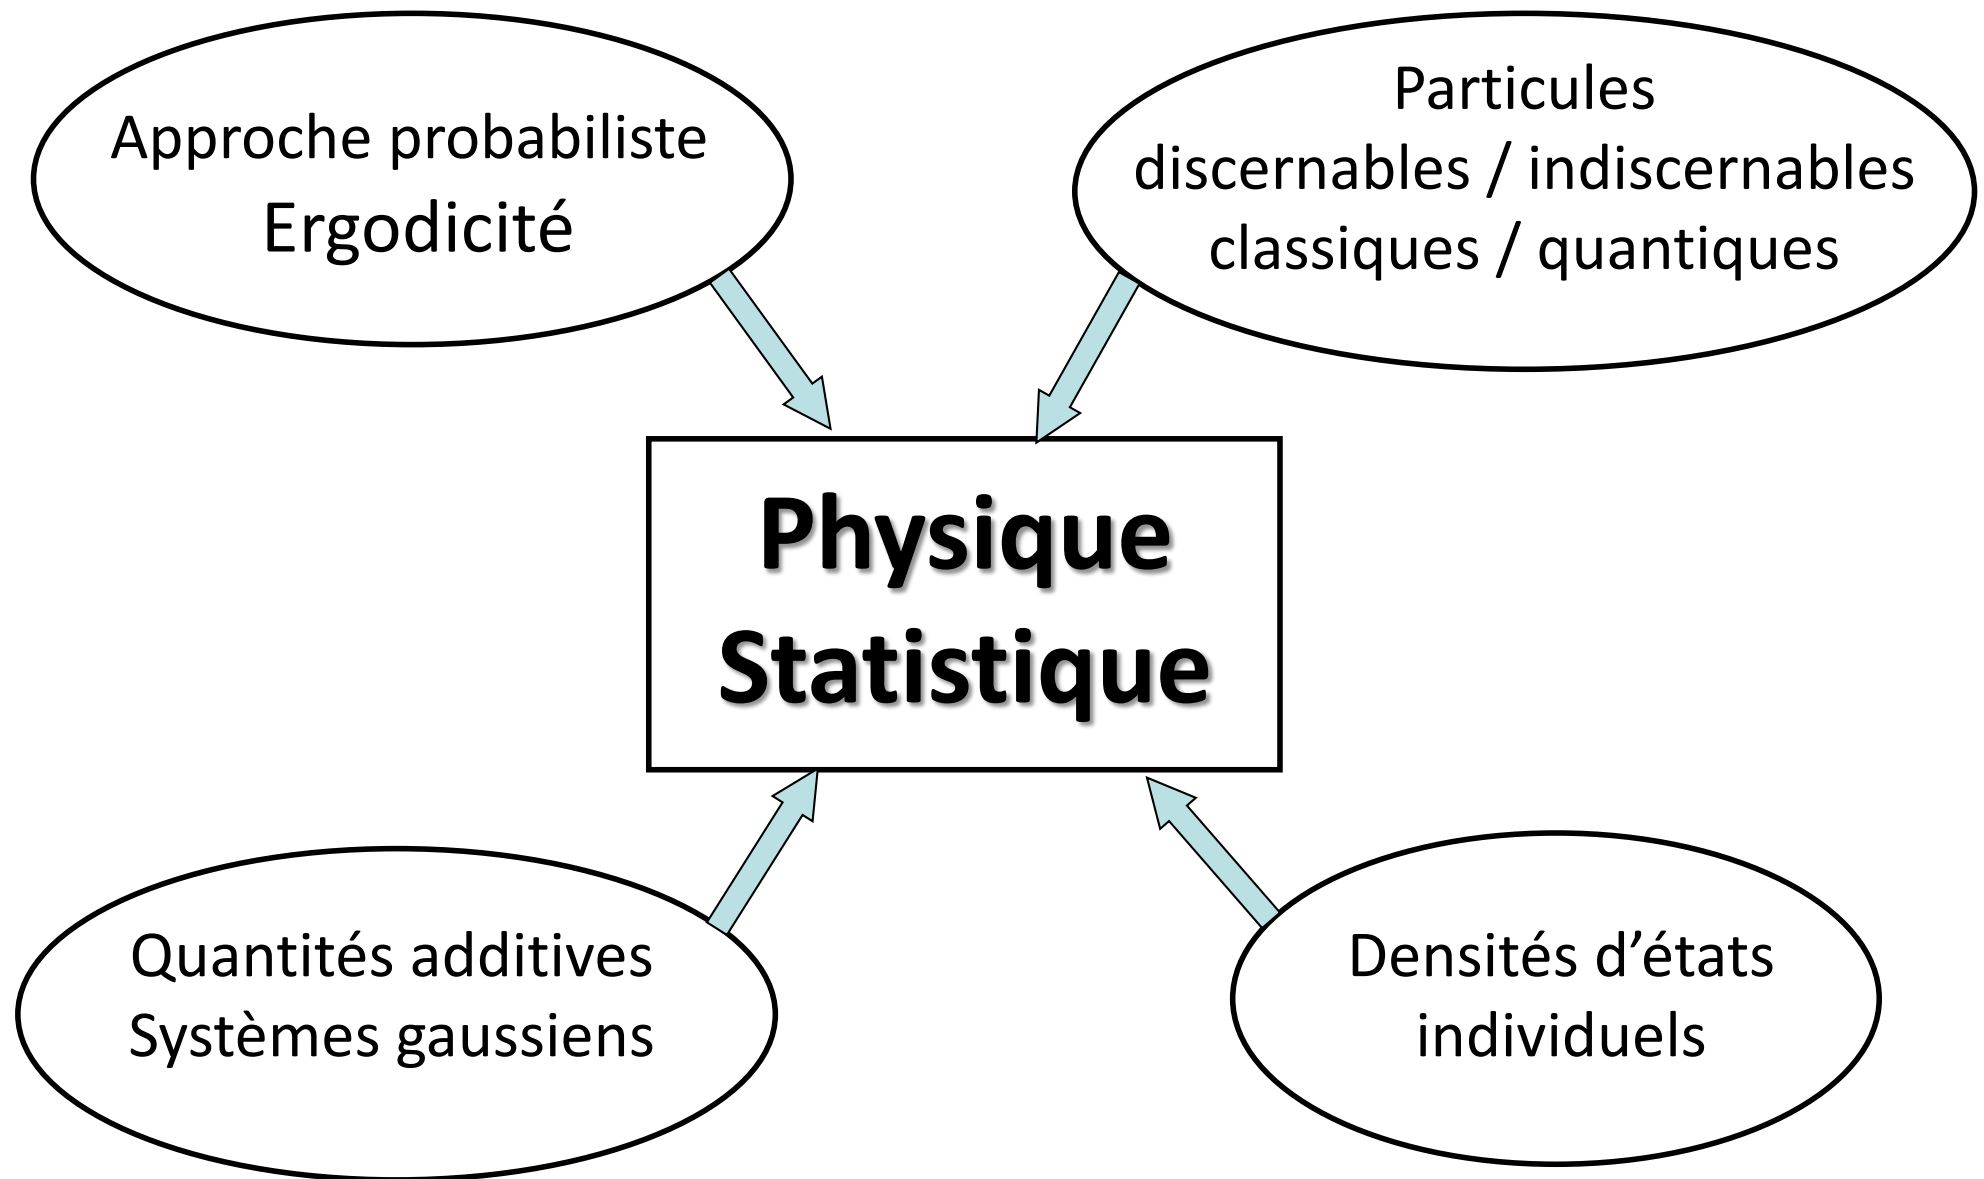 Approche probabiliste
Ergodicité
Particules
discernables / indiscernables
classiques / quantiques
Physique
Statistique
Quantités additives
Systèmes gaussiens
Densités d’états
individuels